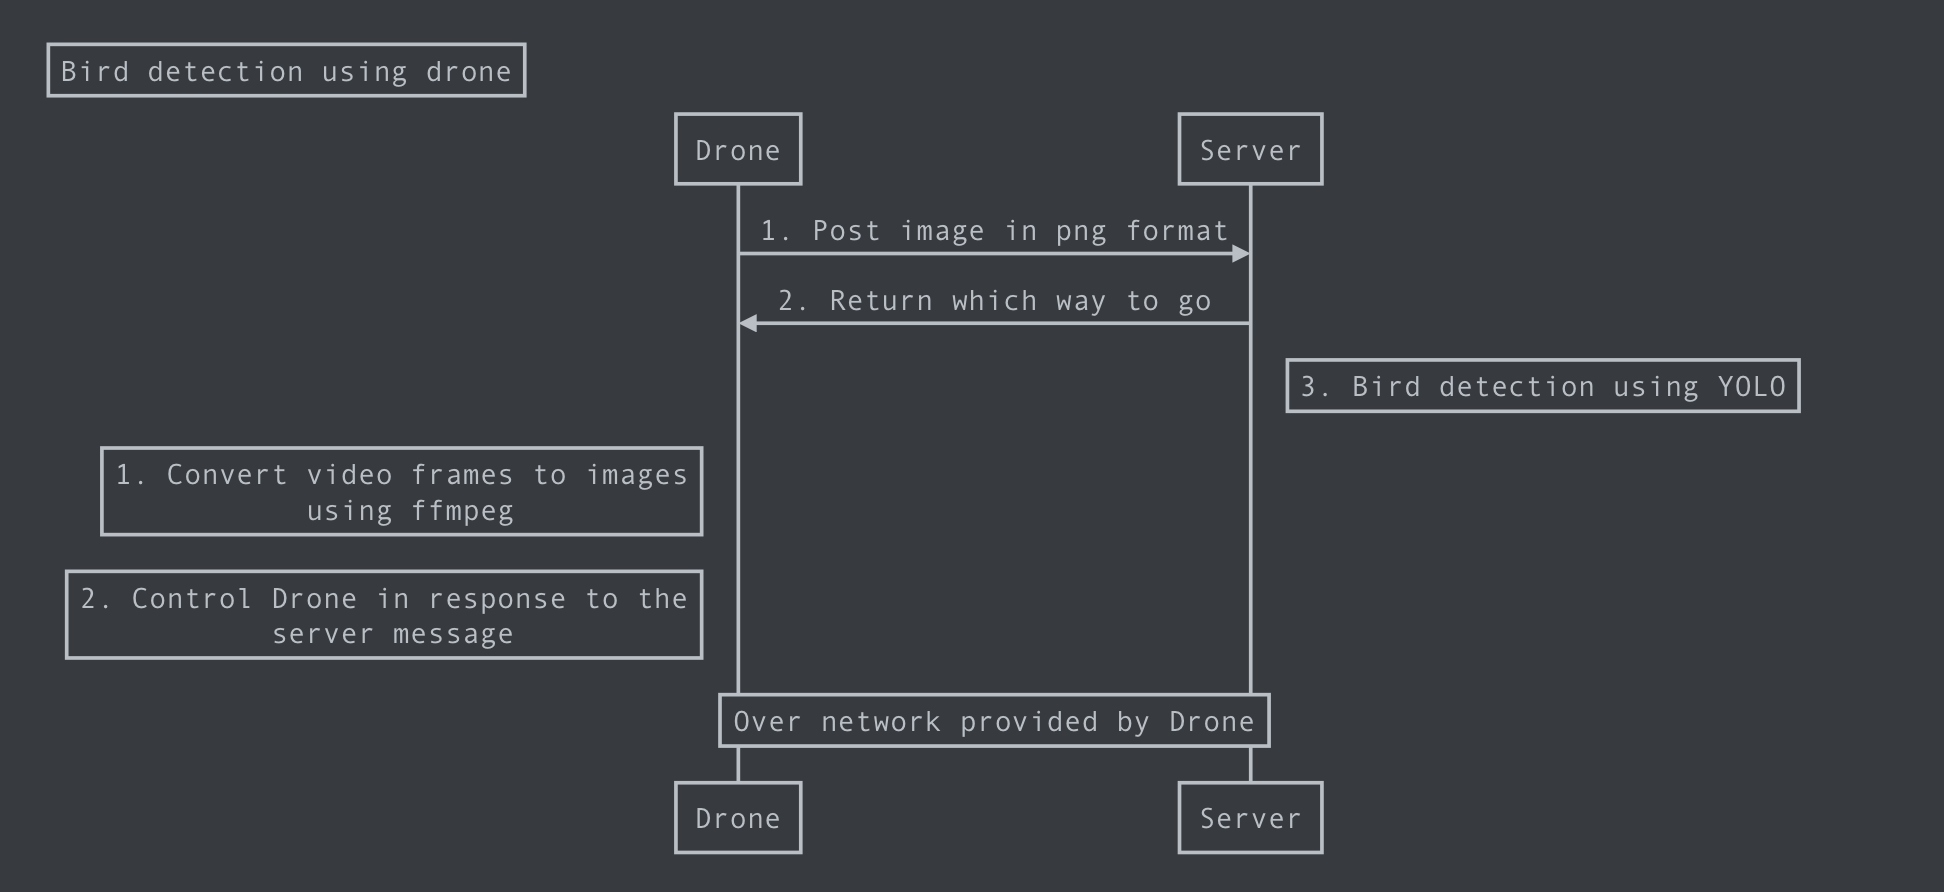 Bird detection using drone
Drone
Server
1. Post image in png format
2. Return which way to go
3. Bird detection using YOLO
1. Convert video frames to images
using ffmpeg
2. Control Drone in response to the
server message
Over network provided by Drone
Drone
Server